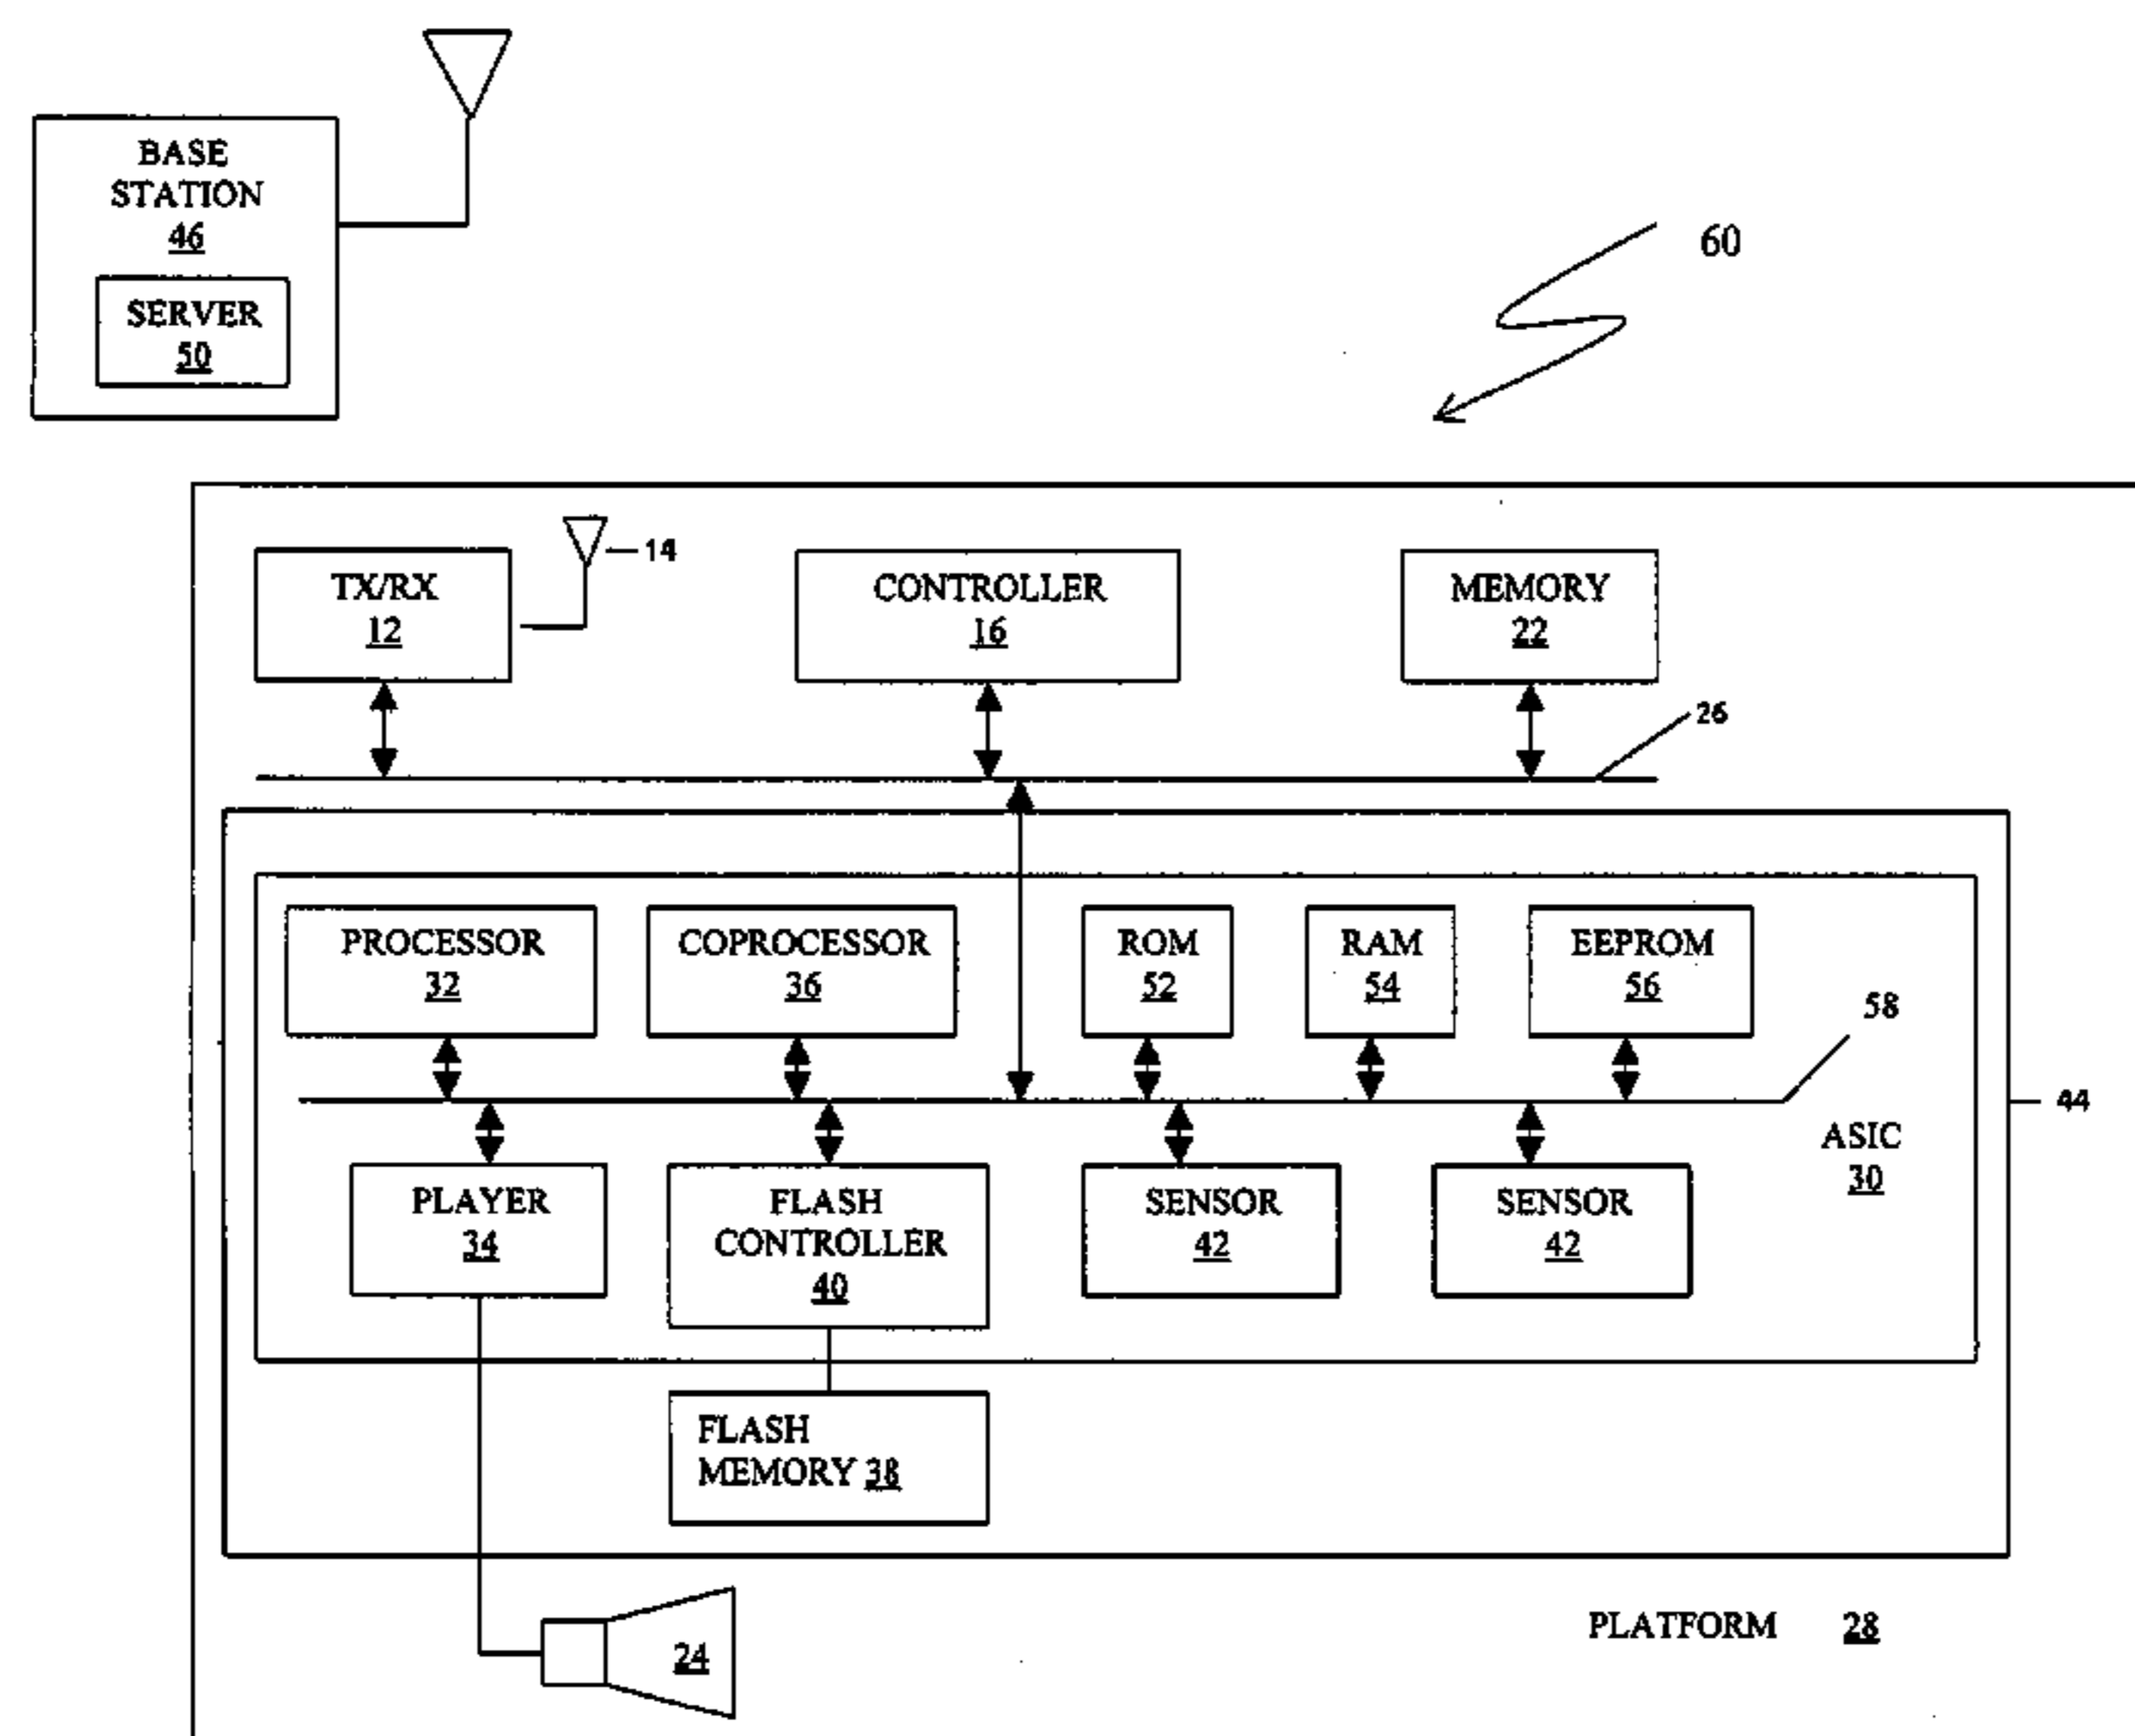 BASE
STATION
46
SERVER
50
60
14
TX/RX
12
CONTROLLER
16
MEMORY
22
26
PROCESSOR
32
COPROCESSOR
36
ROM
52
RAM
54
EEPROM
56
58
44
ASIC
30
PLAYER
34
FLASH
CONTROLLER
40
SENSOR
42
SENSOR
42
FLASH
MEMORY 38
PLATFORM 28
24